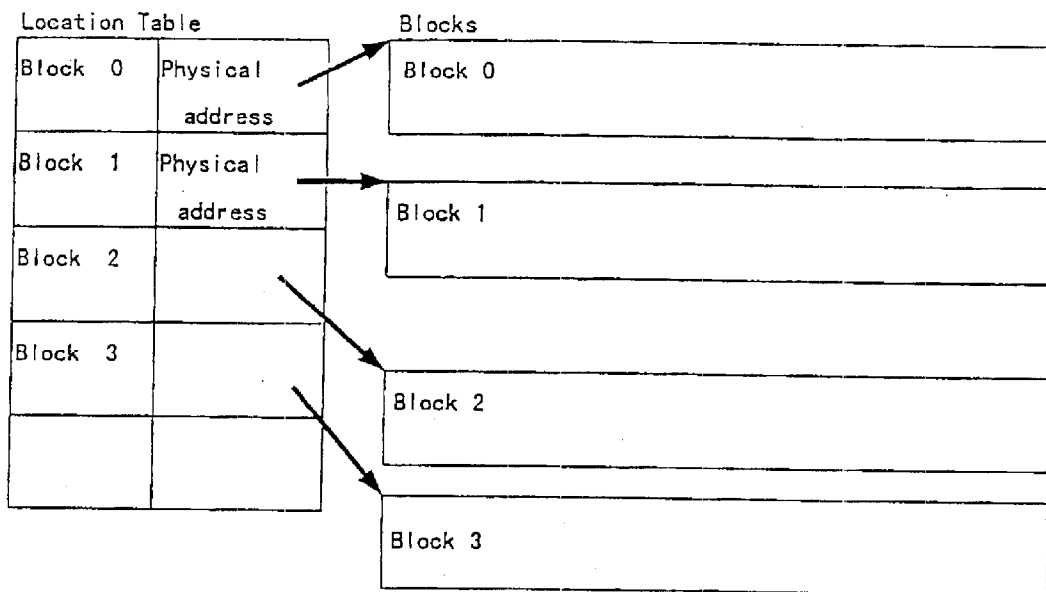 Location Table
Block 0 Physical
address
Block 1 Physical
address
Block 2
Block 3
Blocks
Block 0
Block 1
Block 2
Block 3